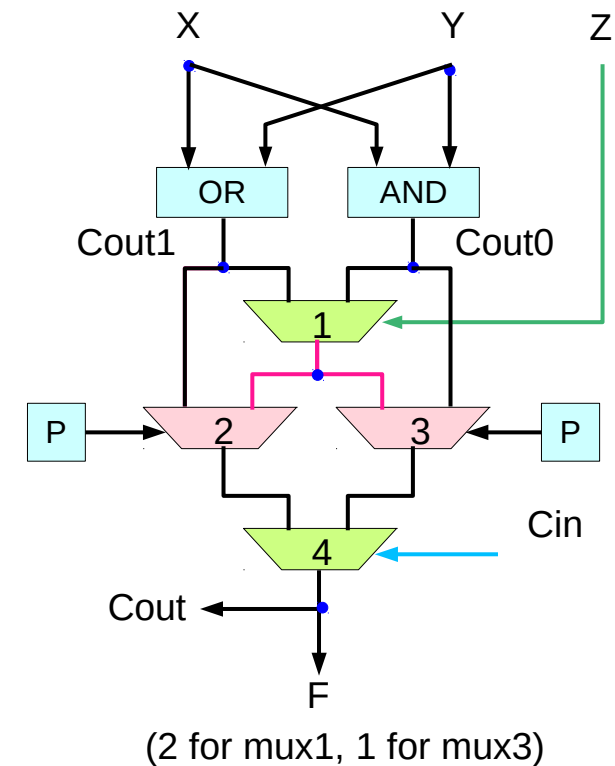 X Y Z
OR AND
Cout1 Cout0
1
P 2 3 P
Cin
4
Cout
F
(2 for mux1, 1 for mux3)